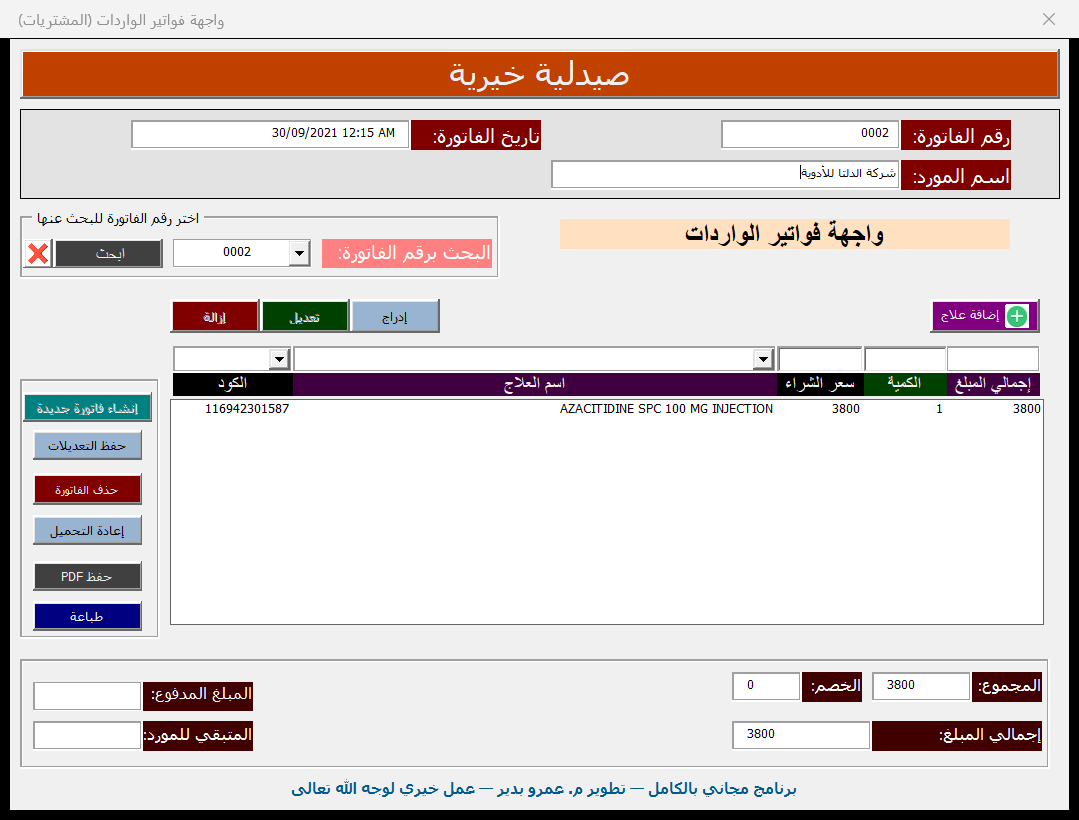 واجهة فواتير الواردات (المشتريات)
صيدلية خيرية
رقم الفاتورة: 0002
تاريخ الفاتورة: 30/09/2021 12:15 AM
اسم المورد: شركة الدلتا للأدوية
واجهة فواتير الواردات
اختر رقم الفاتورة للبحث عنها
البحث برقم الفاتورة: 0002 ابحث
إضافة علاج
إدراج تعديل إزالة
إجمالي المبلغ الكمية سعر الشراء اسم العلاج الكود
3800 1 3800 AZACITIDINE SPC 100 MG INJECTION 116942301587
إنشاء فاتورة جديدة
حفظ التعديلات
حذف الفاتورة
إعادة التحميل
حفظ PDF
طباعة
المجموع: 3800 الخصم: 0
إجمالي المبلغ: 3800
المبلغ المدفوع:
المتبقي للمورد:
برنامج مجاني بالكامل — تطوير م. عمرو بدير — عمل خيري لوجه الله تعالى